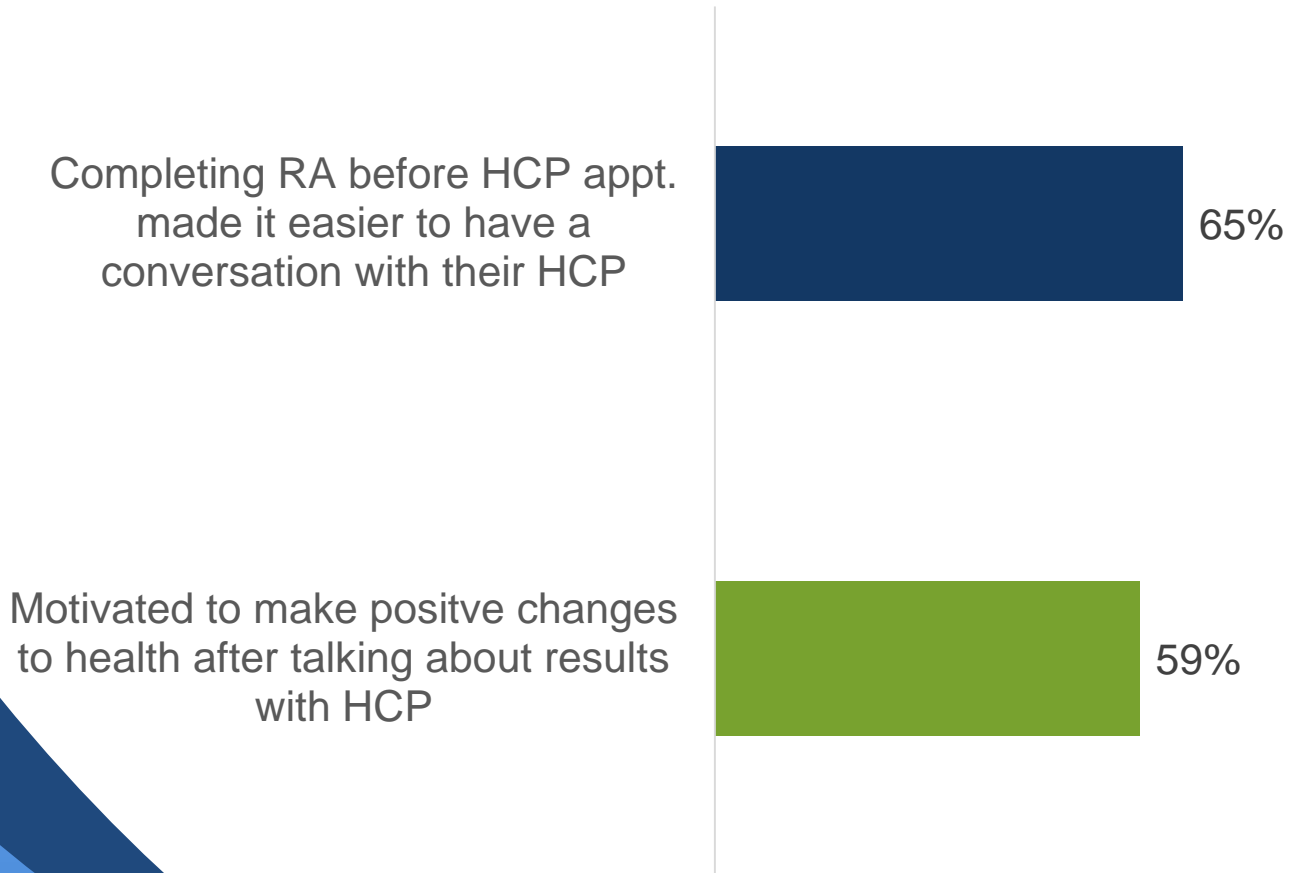 Completing RA before HCP appt.
made it easier to have a
conversation with their HCP
65%
Motivated to make positve changes
to health after talking about results
with HCP
59%